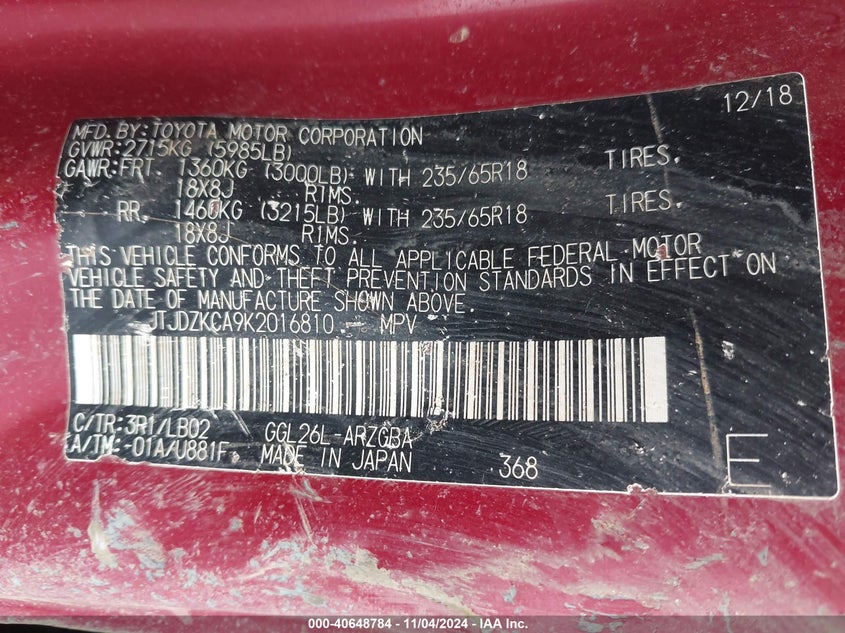 12/18
MFD. BY: TOYOTA MOTOR CORPORATION
GVWR: 2715KG (5985LB)
GAWR: FRT. 1360KG (3000LB) WITH 235/65R18 TIRES.
18X8J RIMS.
RR. 1460KG (3215LB) WITH 235/65R18 TIRES.
18X8J RIMS.
THIS VEHICLE CONFORMS TO ALL APPLICABLE FEDERAL MOTOR
VEHICLE SAFETY AND THEFT PREVENTION STANDARDS IN EFFECT ON
THE DATE OF MANUFACTURE SHOWN ABOVE.
JTJDZKCA9K2016810 MPV
C/TR: 3R1/LB02 GGL26L-ARZGBA
A/TM: -01A/U881F MADE IN JAPAN 368 E
000-40648784 - 11/04/2024 - IAA Inc.